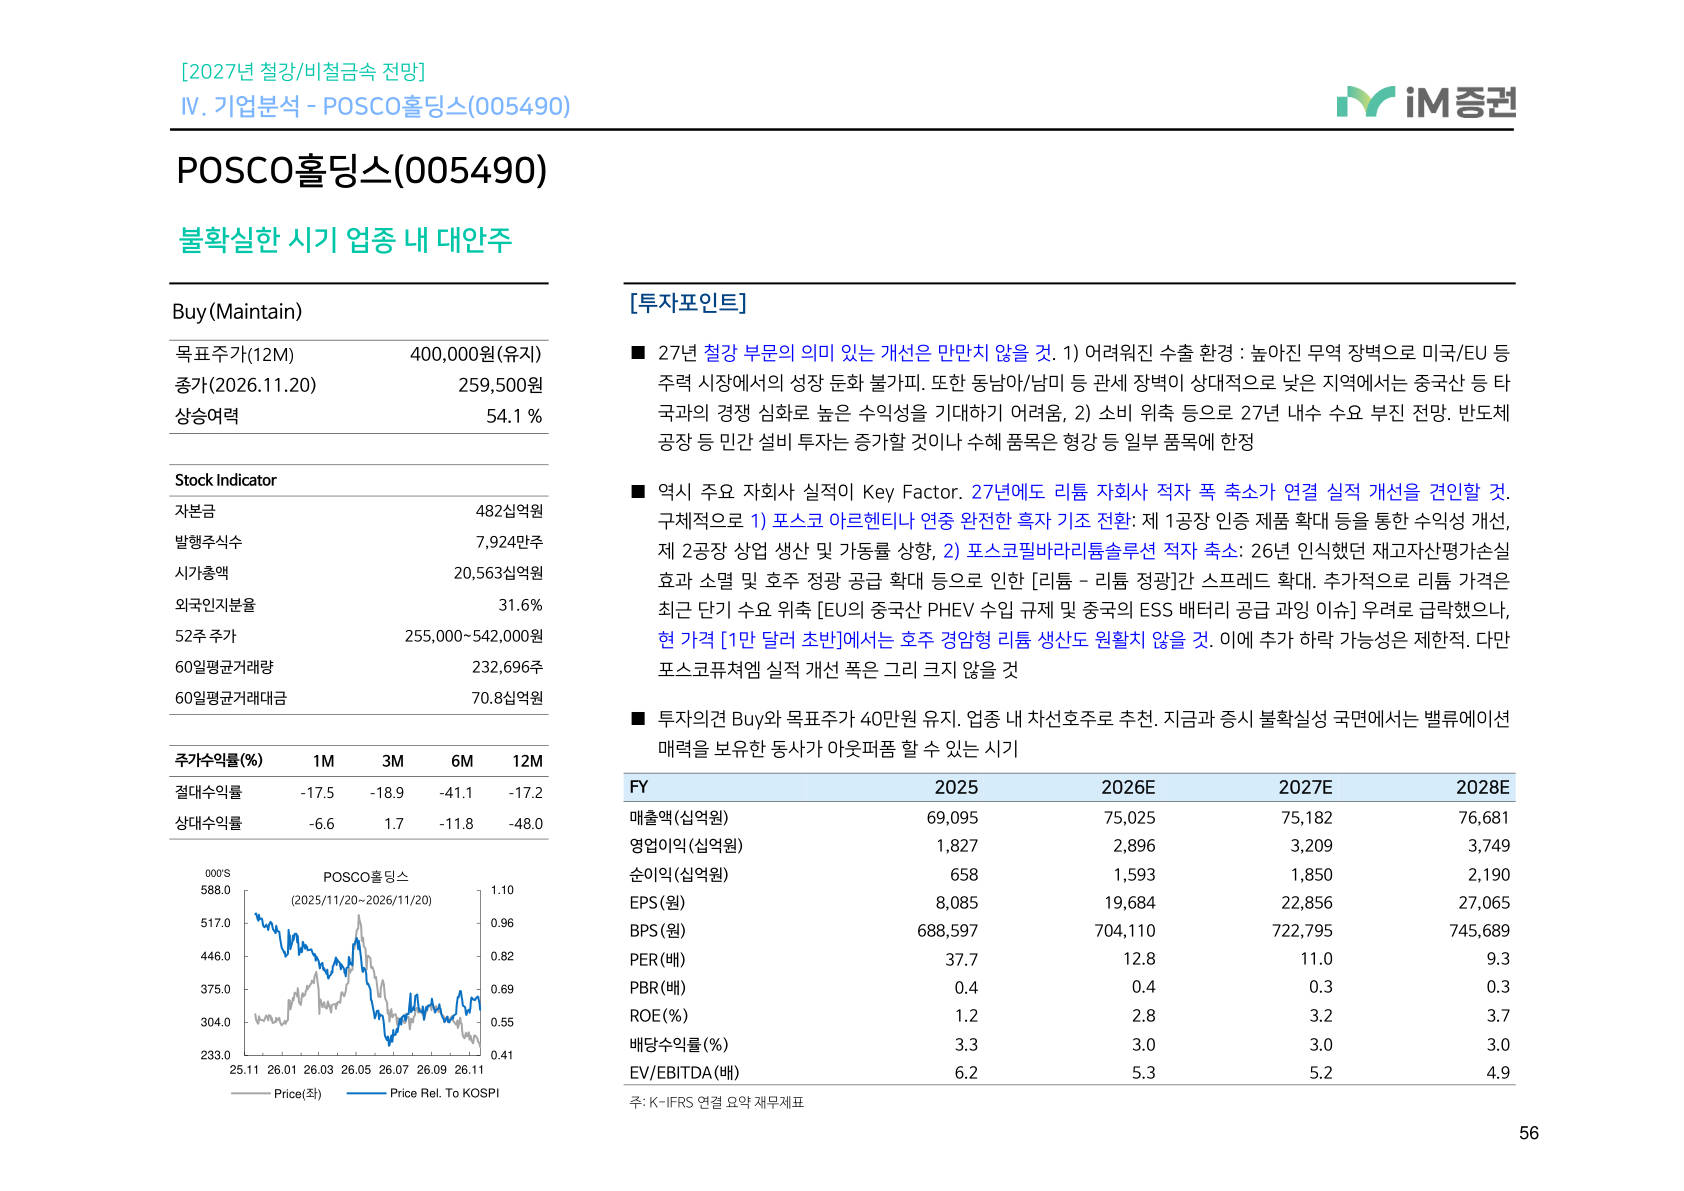 [2027년 철강/비철금속 전망]
Ⅳ. 기업분석 - POSCO홀딩스(005490)
iM증권
POSCO홀딩스(005490)
불확실한 시기 업종 내 대안주
Buy(Maintain)
목표주가(12M) 400,000원(유지)
종가(2026.11.20) 259,500원
상승여력 54.1 %
Stock Indicator
자본금 482십억원
발행주식수 7,924만주
시가총액 20,563십억원
외국인지분율 31.6%
52주 주가 255,000~542,000원
60일평균거래량 232,696주
60일평균거래대금 70.8십억원
주가수익률(%) 1M 3M 6M 12M
절대수익률 -17.5 -18.9 -41.1 -17.2
상대수익률 -6.6 1.7 -11.8 -48.0
000'S
POSCO홀딩스
(2025/11/20~2026/11/20)
588.0 1.10
517.0 0.96
446.0 0.82
375.0 0.69
304.0 0.55
233.0 0.41
25.11 26.01 26.03 26.05 26.07 26.09 26.11
Price(좌) Price Rel. To KOSPI
[투자포인트]
■ 27년 철강 부문의 의미 있는 개선은 만만치 않을 것. 1) 어려워진 수출 환경 : 높아진 무역 장벽으로 미국/EU 등
주력 시장에서의 성장 둔화 불가피. 또한 동남아/남미 등 관세 장벽이 상대적으로 낮은 지역에서는 중국산 등 타
국과의 경쟁 심화로 높은 수익성을 기대하기 어려움, 2) 소비 위축 등으로 27년 내수 수요 부진 전망. 반도체
공장 등 민간 설비 투자는 증가할 것이나 수혜 품목은 형강 등 일부 품목에 한정
■ 역시 주요 자회사 실적이 Key Factor. 27년에도 리튬 자회사 적자 폭 축소가 연결 실적 개선을 견인할 것.
구체적으로 1) 포스코 아르헨티나 연중 완전한 흑자 기조 전환: 제 1공장 인증 제품 확대 등을 통한 수익성 개선,
제 2공장 상업 생산 및 가동률 상향, 2) 포스코필바라리튬솔루션 적자 축소: 26년 인식했던 재고자산평가손실
효과 소멸 및 호주 정광 공급 확대 등으로 인한 [리튬 – 리튬 정광]간 스프레드 확대. 추가적으로 리튬 가격은
최근 단기 수요 위축 [EU의 중국산 PHEV 수입 규제 및 중국의 ESS 배터리 공급 과잉 이슈] 우려로 급락했으나,
현 가격 [1만 달러 초반]에서는 호주 경암형 리튬 생산도 원활치 않을 것. 이에 추가 하락 가능성은 제한적. 다만
포스코퓨쳐엠 실적 개선 폭은 그리 크지 않을 것
■ 투자의견 Buy와 목표주가 40만원 유지. 업종 내 차선호주로 추천. 지금과 증시 불확실성 국면에서는 밸류에이션
매력을 보유한 동사가 아웃퍼폼 할 수 있는 시기
FY 2025 2026E 2027E 2028E
매출액(십억원) 69,095 75,025 75,182 76,681
영업이익(십억원) 1,827 2,896 3,209 3,749
순이익(십억원) 658 1,593 1,850 2,190
EPS(원) 8,085 19,684 22,856 27,065
BPS(원) 688,597 704,110 722,795 745,689
PER(배) 37.7 12.8 11.0 9.3
PBR(배) 0.4 0.4 0.3 0.3
ROE(%) 1.2 2.8 3.2 3.7
배당수익률(%) 3.3 3.0 3.0 3.0
EV/EBITDA(배) 6.2 5.3 5.2 4.9
주: K-IFRS 연결 요약 재무제표
56